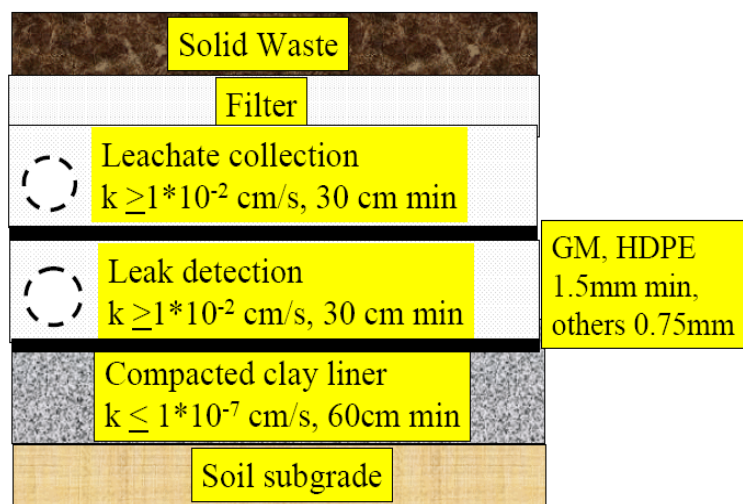 Solid Waste
Filter
Leachate collection
k ≥1*10⁻² cm/s, 30 cm min
Leak detection
k ≥1*10⁻² cm/s, 30 cm min
GM, HDPE
1.5mm min,
others 0.75mm
Compacted clay liner
k ≤ 1*10⁻⁷ cm/s, 60cm min
Soil subgrade